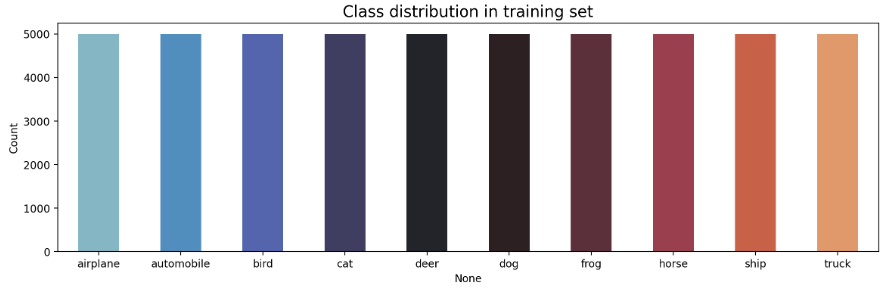 Class distribution in training set
5000
4000
3000
2000
1000
0
Count
airplane automobile bird cat deer dog frog horse ship truck
None